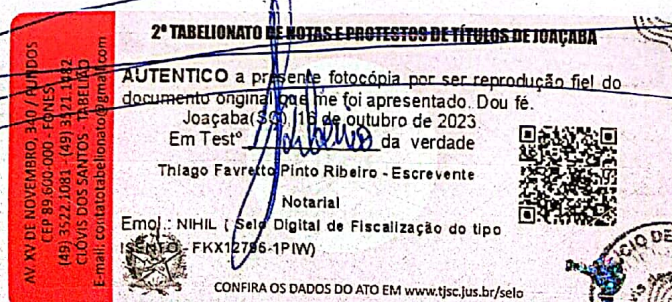 2º TABELIONATO DE NOTAS E PROTESTOS DE TÍTULOS DE JOAÇABA
AUTENTICO a presente fotocópia por ser reprodução fiel do
documento original que me foi apresentado. Dou fé.
Joaçaba(SC), 16 de outubro de 2023.
Em Testº da verdade
Thiago Favretto Pinto Ribeiro - Escrevente
Notarial
Emol.: NIHIL ( Selo Digital de Fiscalização do tipo
ISENTO - FKX12795-1PIW)
CONFIRA OS DADOS DO ATO EM www.tjsc.jus.br/selo
AV. XV DE NOVEMBRO, 340 / FUNDOS
CEP 89.600-000 - FONES:
(49) 3522.1081 - (49) 3521.1882
CLÓVIS DOS SANTOS - TABELIÃO
E-mail: contatotabelionato@gmail.com